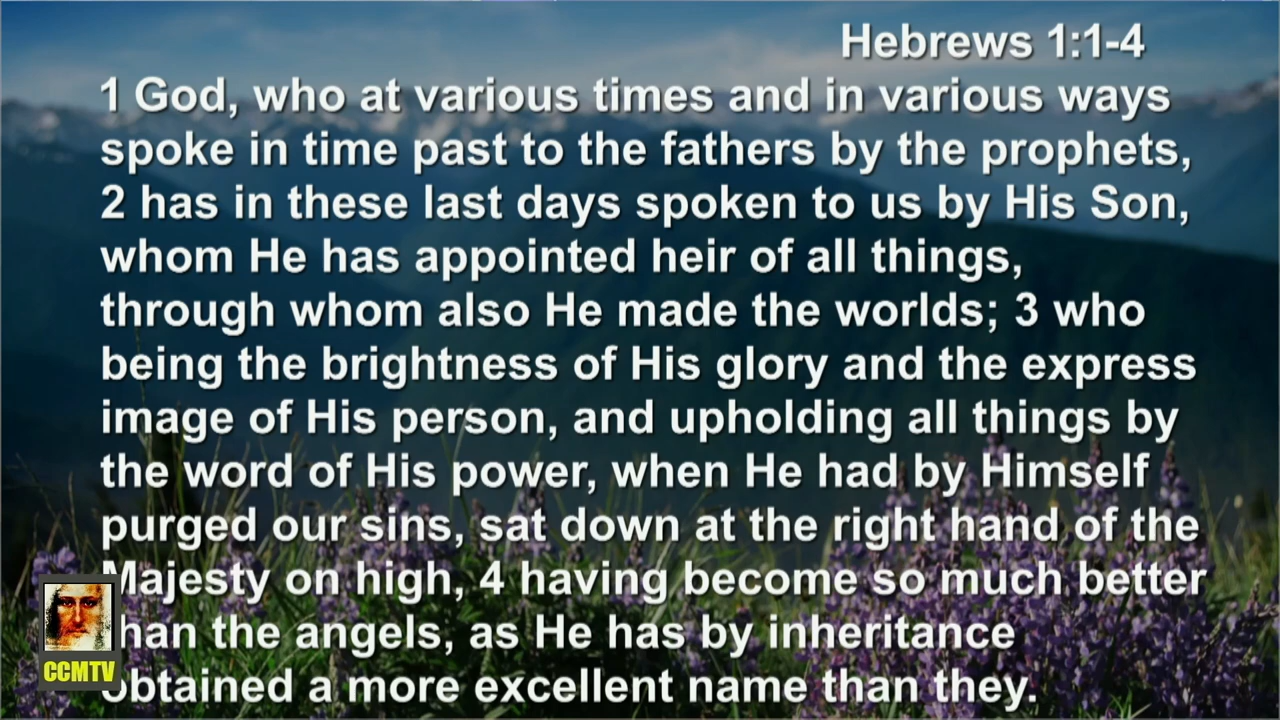 Hebrews 1:1-4
1 God, who at various times and in various ways
spoke in time past to the fathers by the prophets,
2 has in these last days spoken to us by His Son,
whom He has appointed heir of all things,
through whom also He made the worlds; 3 who
being the brightness of His glory and the express
image of His person, and upholding all things by
the word of His power, when He had by Himself
purged our sins, sat down at the right hand of the
Majesty on high, 4 having become so much better
than the angels, as He has by inheritance
obtained a more excellent name than they.
CCMTV